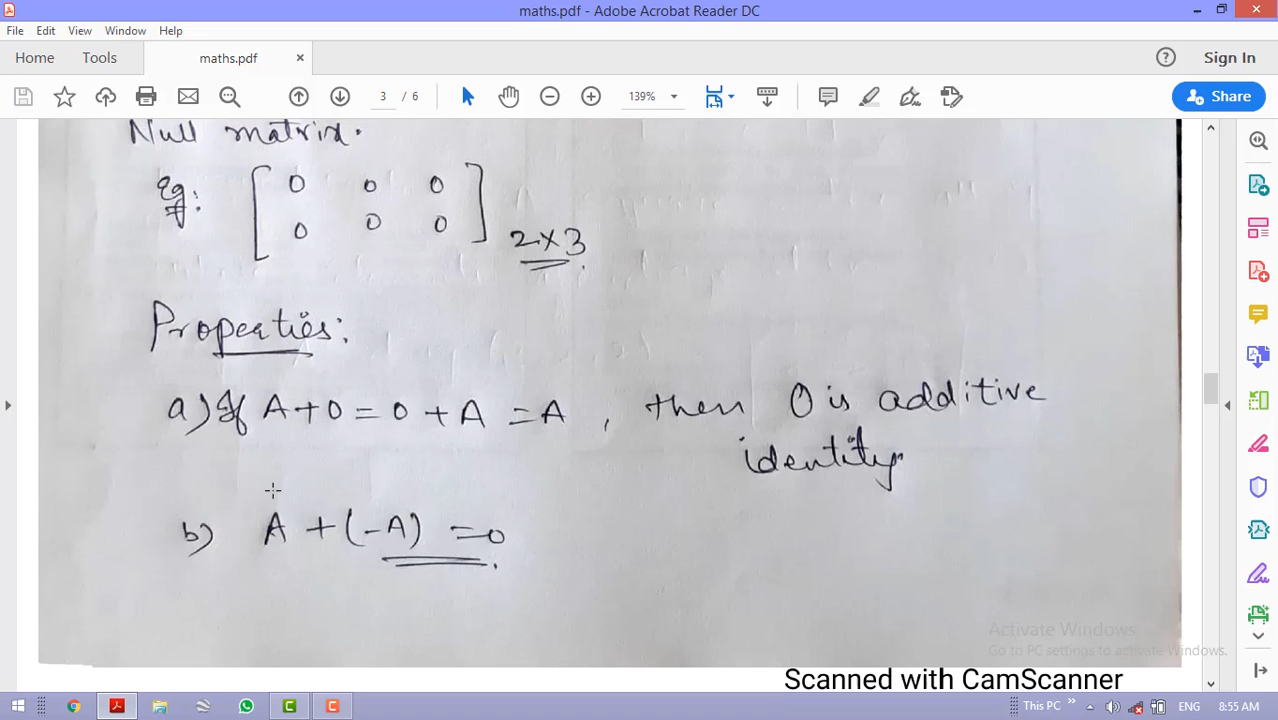 maths.pdf - Adobe Acrobat Reader DC
File Edit View Window Help
Home Tools maths.pdf × ? Sign In
3 / 6 139% Share
Null matrix.
Eg:
[ 0 0 0
0 0 0 ] 2×3
Properties:
a) If A+0 = 0+A = A , then O is additive
identity.
b) A + (-A) = 0
Activate Windows
Go to PC settings to activate Windows.
Scanned with CamScanner
This PC » ENG 8:55 AM